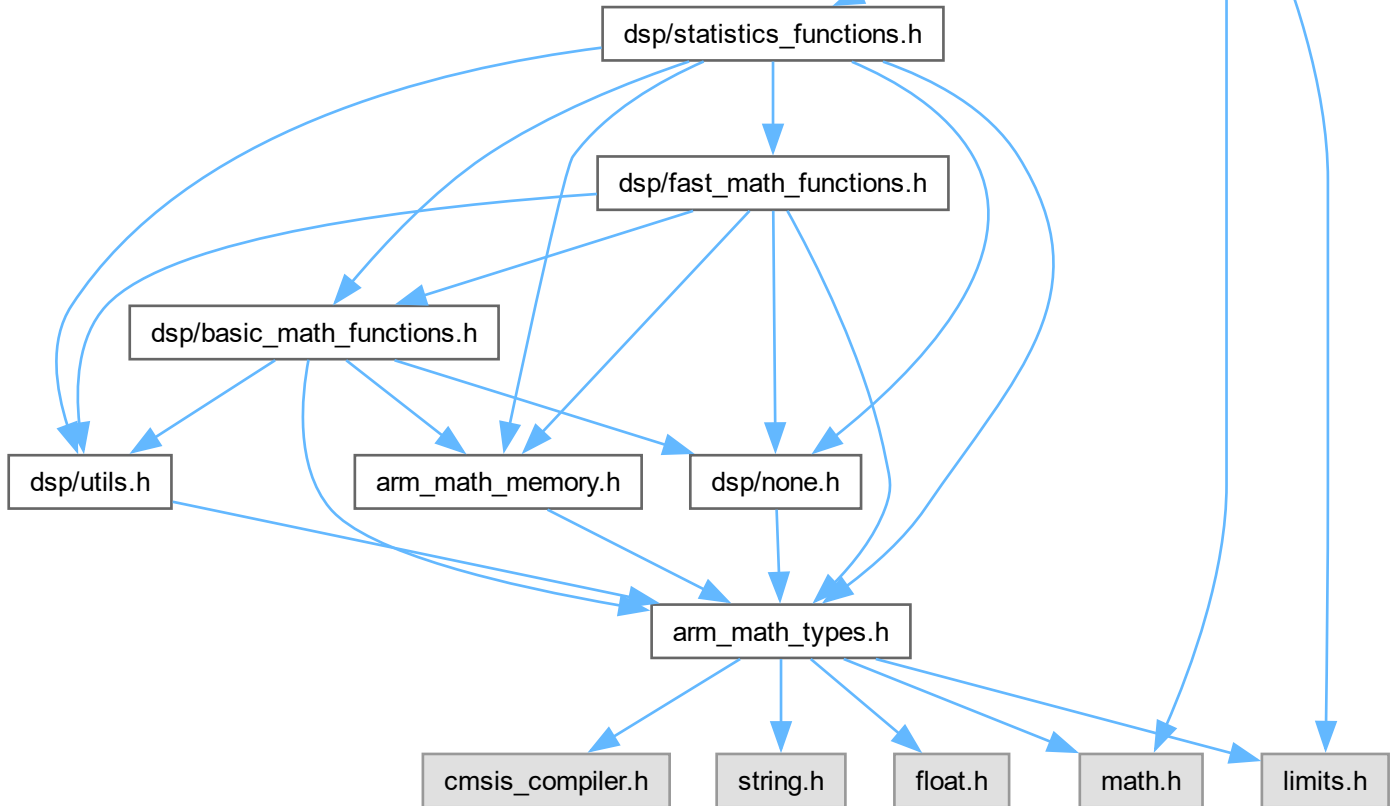 dsp/statistics_functions.h
dsp/fast_math_functions.h
dsp/basic_math_functions.h
dsp/utils.h
arm_math_memory.h
dsp/none.h
arm_math_types.h
cmsis_compiler.h
string.h
float.h
math.h
limits.h